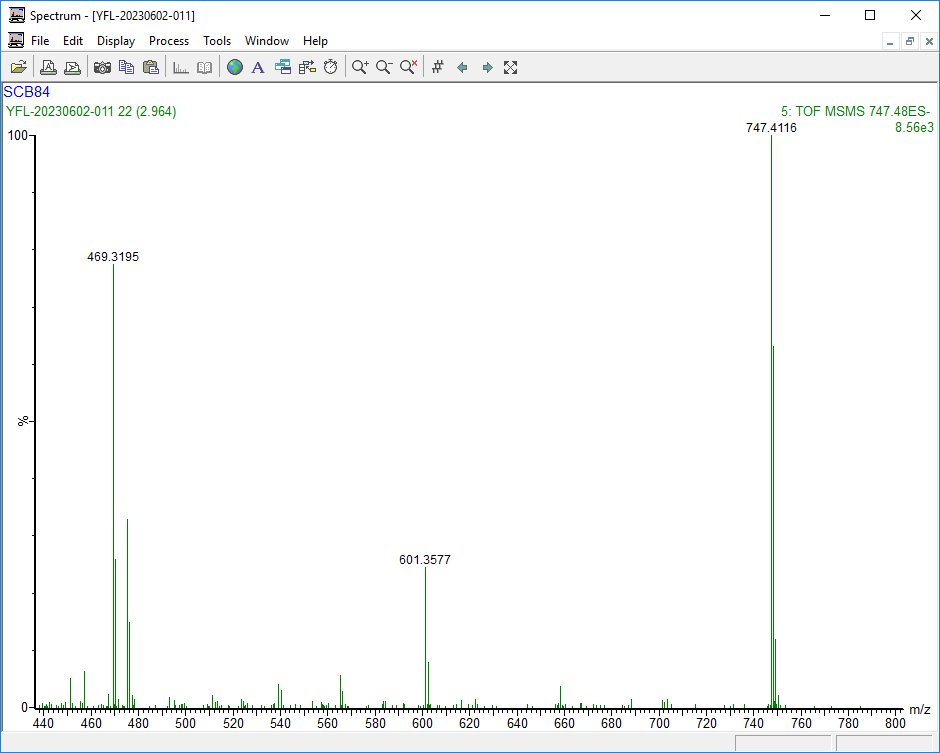 Spectrum - [YFL-20230602-011]
File Edit Display Process Tools Window Help
SCB84
YFL-20230602-011 22 (2.964)
5: TOF MSMS 747.48ES-
8.56e3
747.4116
100
469.3195
%
601.3577
0
440 460 480 500 520 540 560 580 600 620 640 660 680 700 720 740 760 780 800
m/z